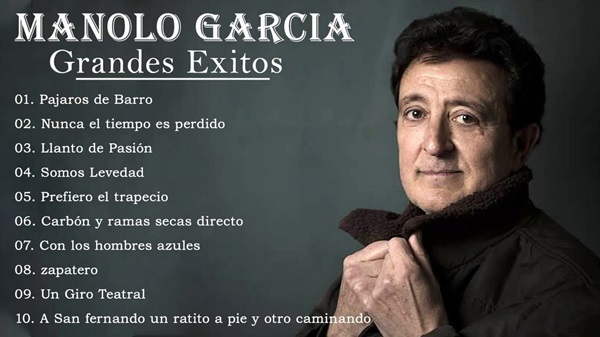 MANOLO GARCIA
Grandes Exitos
01. Pajaros de Barro
02. Nunca el tiempo es perdido
03. Llanto de Pasión
04. Somos Levedad
05. Prefiero el trapecio
06. Carbón y ramas secas directo
07. Con los hombres azules
08. zapatero
09. Un Giro Teatral
10. A San fernando un ratito a pie y otro caminando